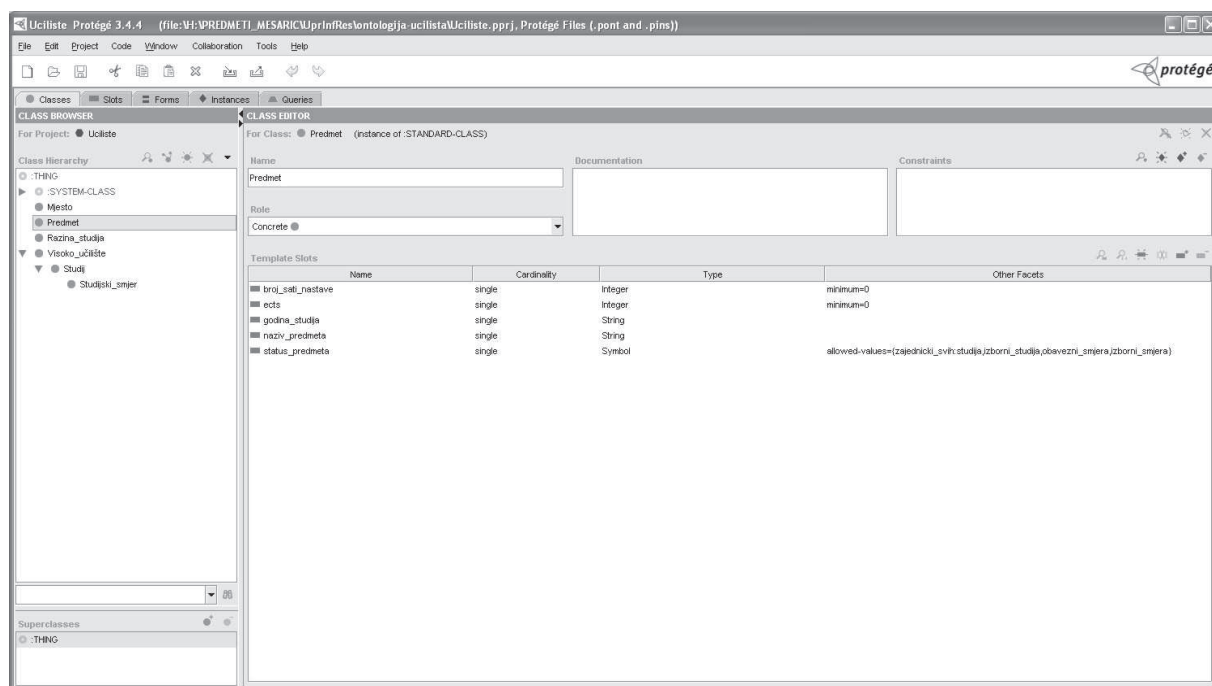 Uciliste Protégé 3.4.4 (file:\H:\PREDMETI_MESARIC\UprInfRes\ontologija-ucilista\Uciliste.pprj, Protégé Files (.pont and .pins))
File Edit Project Code Window Collaboration Tools Help
protégé
Classes Slots Forms Instances Queries
CLASS BROWSER
For Project: Uciliste
Class Hierarchy
:THING
:SYSTEM-CLASS
Mjesto
Predmet
Razina_studija
Visoko_učilište
Studij
Studijski_smjer
Superclasses
:THING
CLASS EDITOR
For Class: Predmet (instance of :STANDARD-CLASS)
Name Documentation Constraints
Predmet
Role
Concrete
Template Slots
Name Cardinality Type Other Facets
broj_sati_nastave single Integer minimum=0
ects single Integer minimum=0
godina_studija single String
naziv_predmeta single String
status_predmeta single Symbol allowed-values={zajednicki_svih:studija,izborni_studija,obavezni_smjera,izborni_smjera}